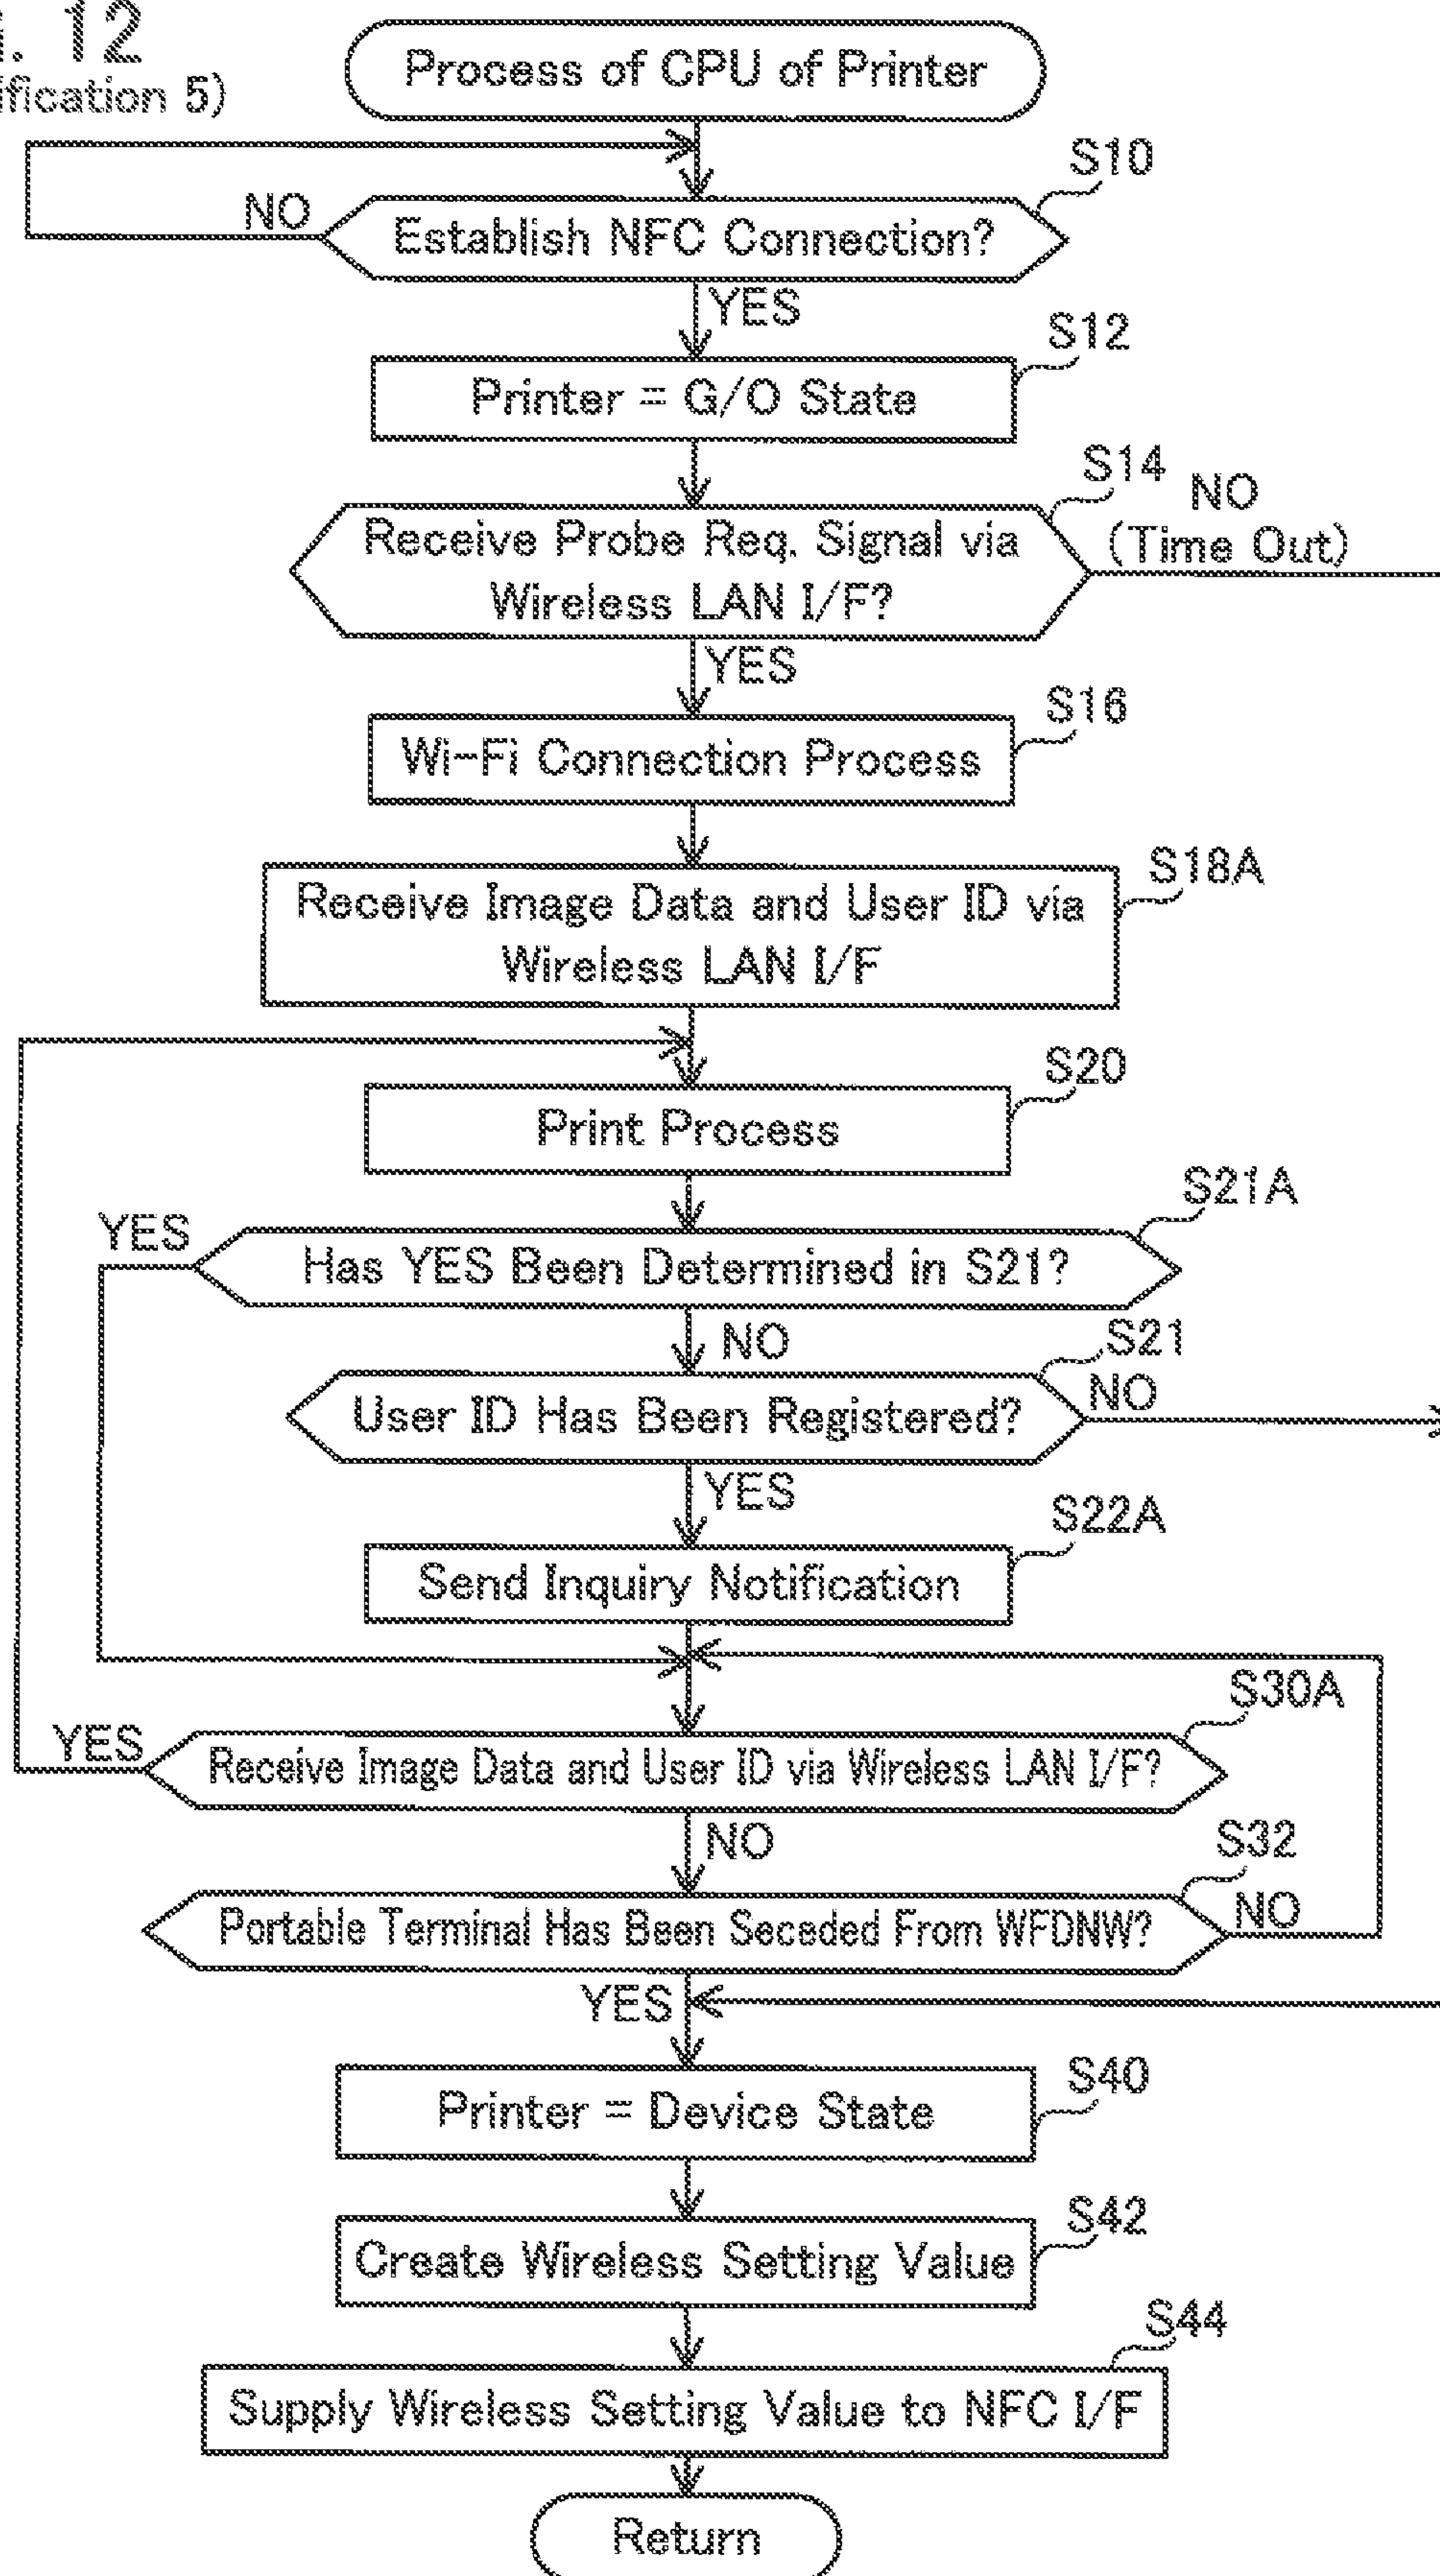 . 12
ification 5)
Process of CPU of Printer
S10
NO
Establish NFC Connection?
YES
S12
Printer = G/O State
S14
NO
(Time Out)
Receive Probe Req. Signal via
Wireless LAN I/F?
YES
S16
Wi-Fi Connection Process
S18A
Receive Image Data and User ID via
Wireless LAN I/F
S20
Print Process
S21A
YES
Has YES Been Determined in S21?
NO
S21
User ID Has Been Registered?
NO
YES
S22A
Send Inquiry Notification
S30A
YES
Receive Image Data and User ID via Wireless LAN I/F?
NO
S32
Portable Terminal Has Been Seceded From WFDNW?
NO
YES
S40
Printer = Device State
S42
Create Wireless Setting Value
S44
Supply Wireless Setting Value to NFC I/F
Return